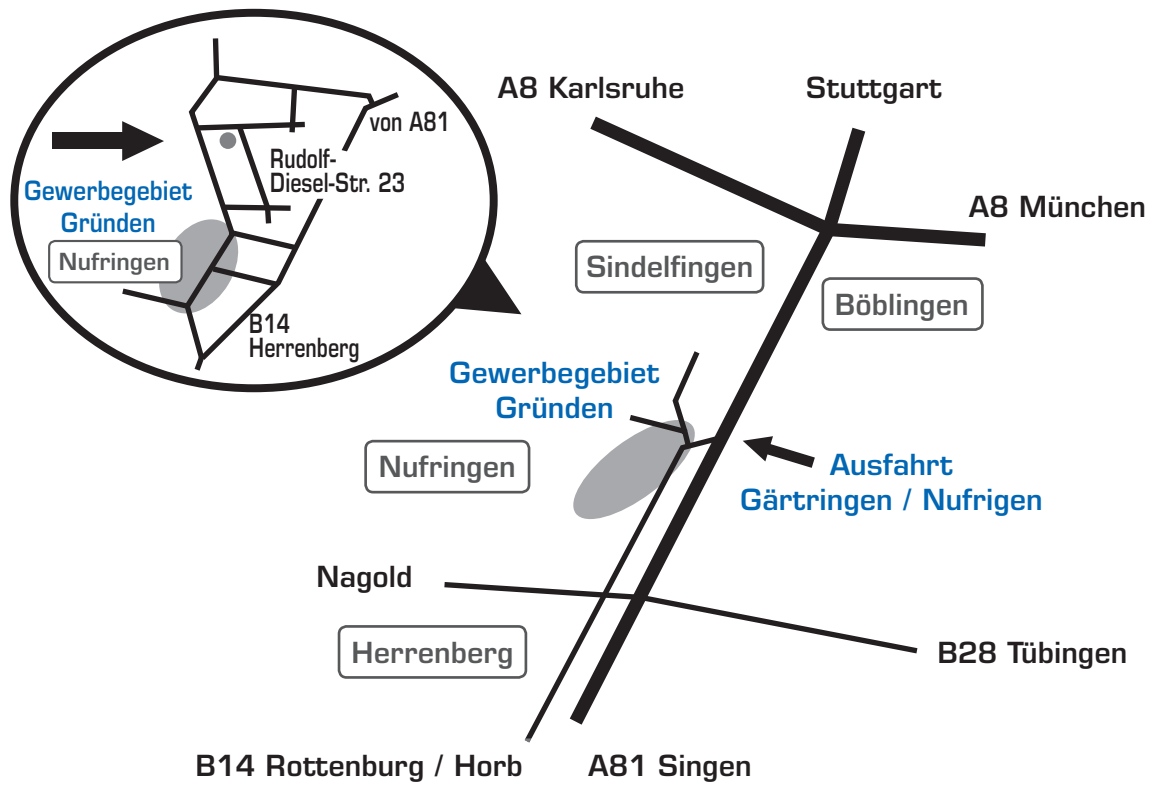 von A81
Rudolf-
Diesel-Str. 23
Gewerbegebiet
Gründen
Nufringen
B14
Herrenberg
A8 Karlsruhe
Stuttgart
A8 München
Sindelfingen
Böblingen
Gewerbegebiet
Gründen
Nufringen
Ausfahrt
Gärtringen / Nufrigen
Nagold
Herrenberg
B28 Tübingen
B14 Rottenburg / Horb
A81 Singen